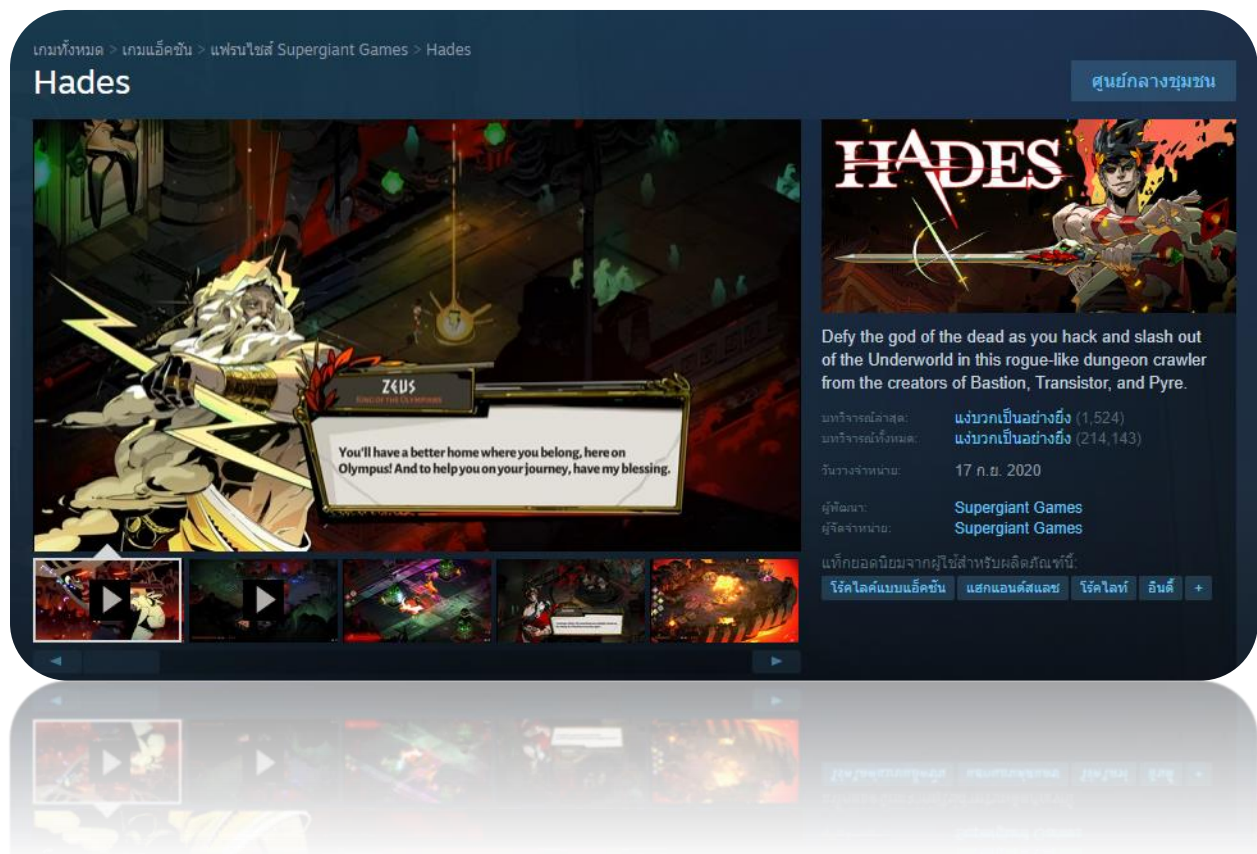 เกมทั้งหมด > เกมแอ็คชัน > แฟรนไชส์ Supergiant Games > Hades
Hades
ศูนย์กลางชุมชน
ZEUS
KING OF THE OLYMPIANS
You'll have a better home where you belong, here on
Olympus! And to help you on your journey, have my blessing.
HADES
Defy the god of the dead as you hack and slash out
of the Underworld in this rogue-like dungeon crawler
from the creators of Bastion, Transistor, and Pyre.
บทวิจารณ์ล่าสุด: แง่บวกเป็นอย่างยิ่ง (1,524)
บทวิจารณ์ทั้งหมด: แง่บวกเป็นอย่างยิ่ง (214,143)
วันวางจำหน่าย: 17 ก.ย. 2020
ผู้พัฒนา: Supergiant Games
ผู้จัดจำหน่าย: Supergiant Games
แท็กยอดนิยมจากผู้ใช้สำหรับผลิตภัณฑ์นี้:
โร้คไลค์แบบแอ็คชัน แฮกแอนด์สแลช โร้คไลท์ อินดี้ +